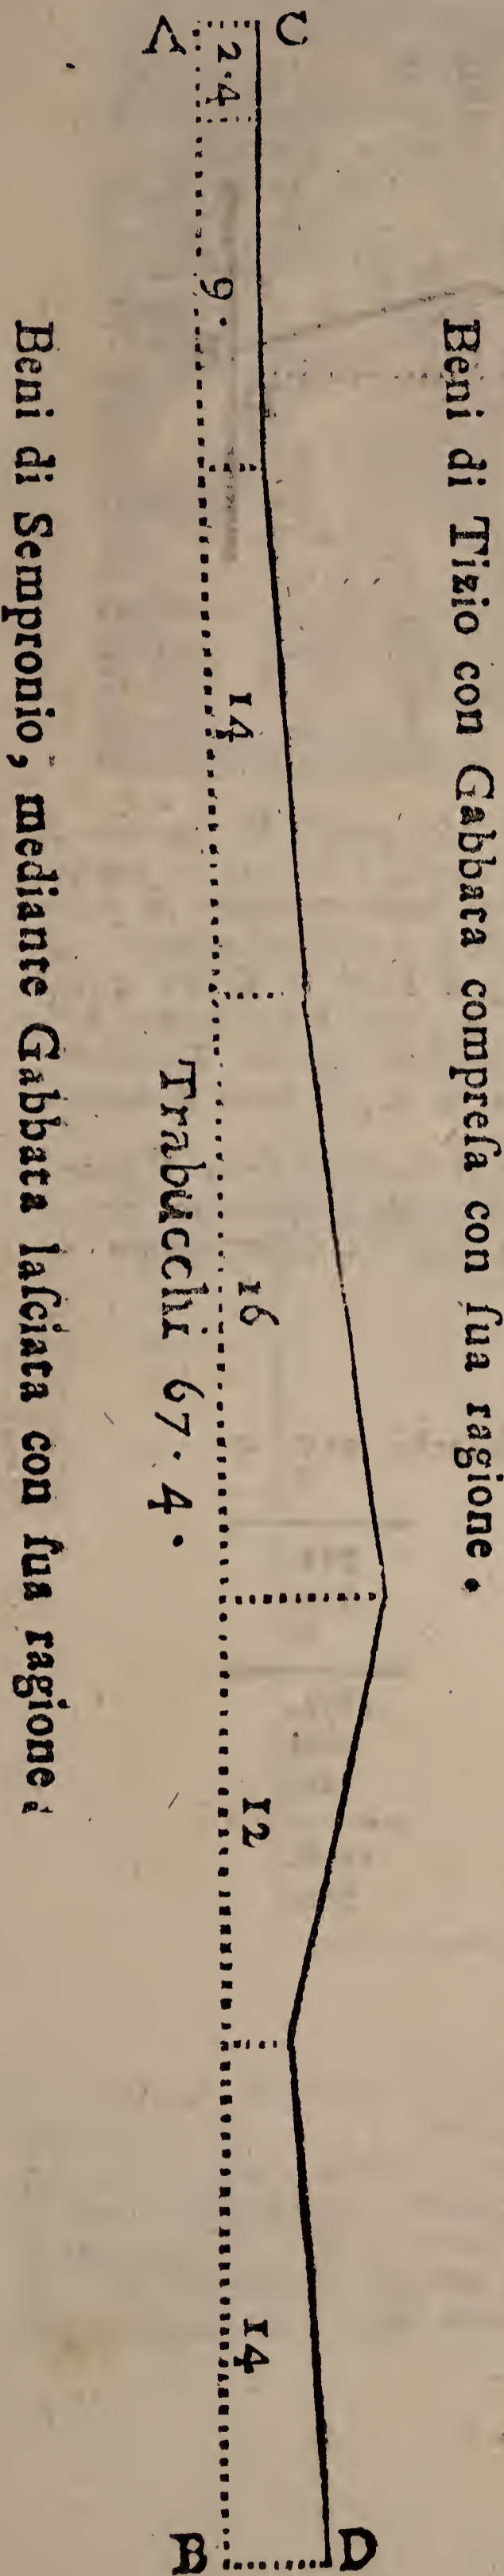 Beni di Tizio con Gabbata compreſa con ſua ragione.
C D
2.4 9. 14 16 12 14
A B
Trabucchi 67. 4.
Beni di Sempronio, mediante Gabbata laſciata con ſua ragione.